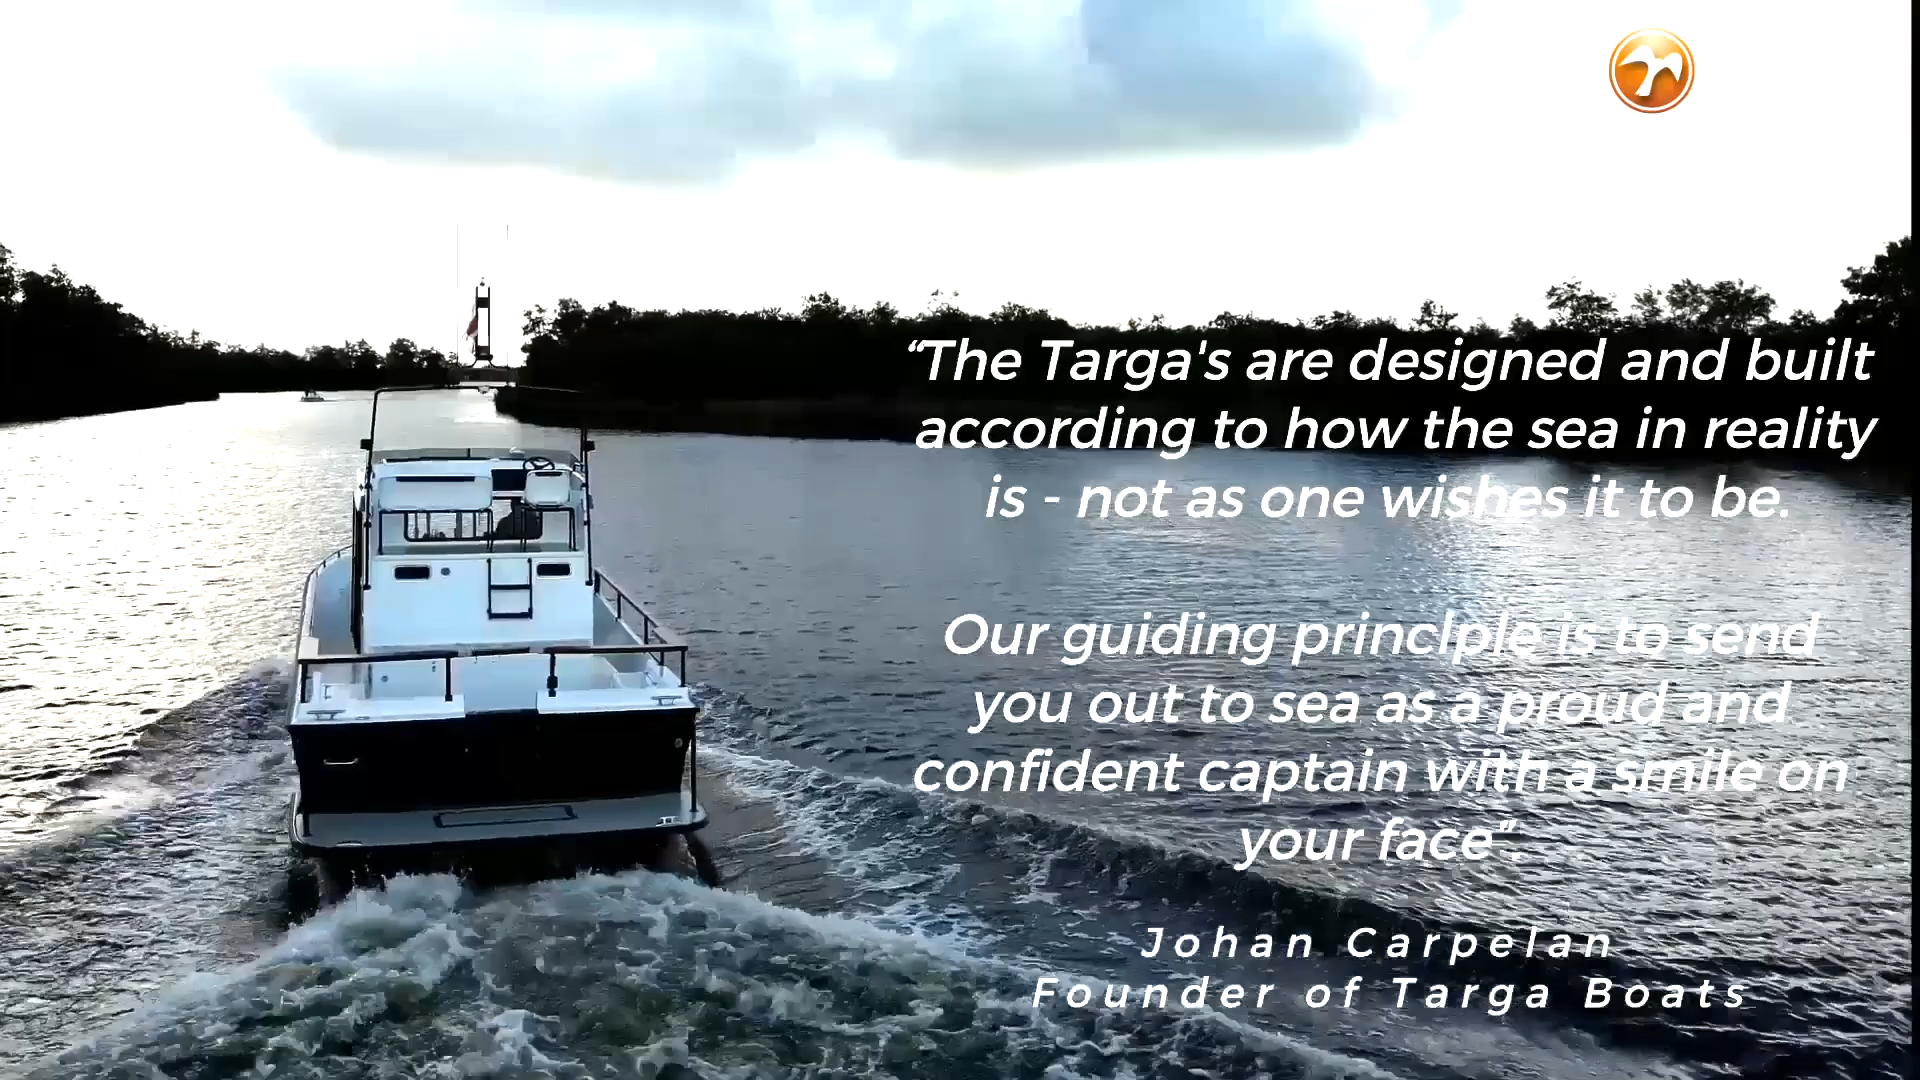 “The Targa's are designed and built
according to how the sea in reality
is - not as one wishes it to be.
Our guiding principle is to send
you out to sea as a proud and
confident captain with a smile on
your face”.
Johan Carpelan
Founder of Targa Boats